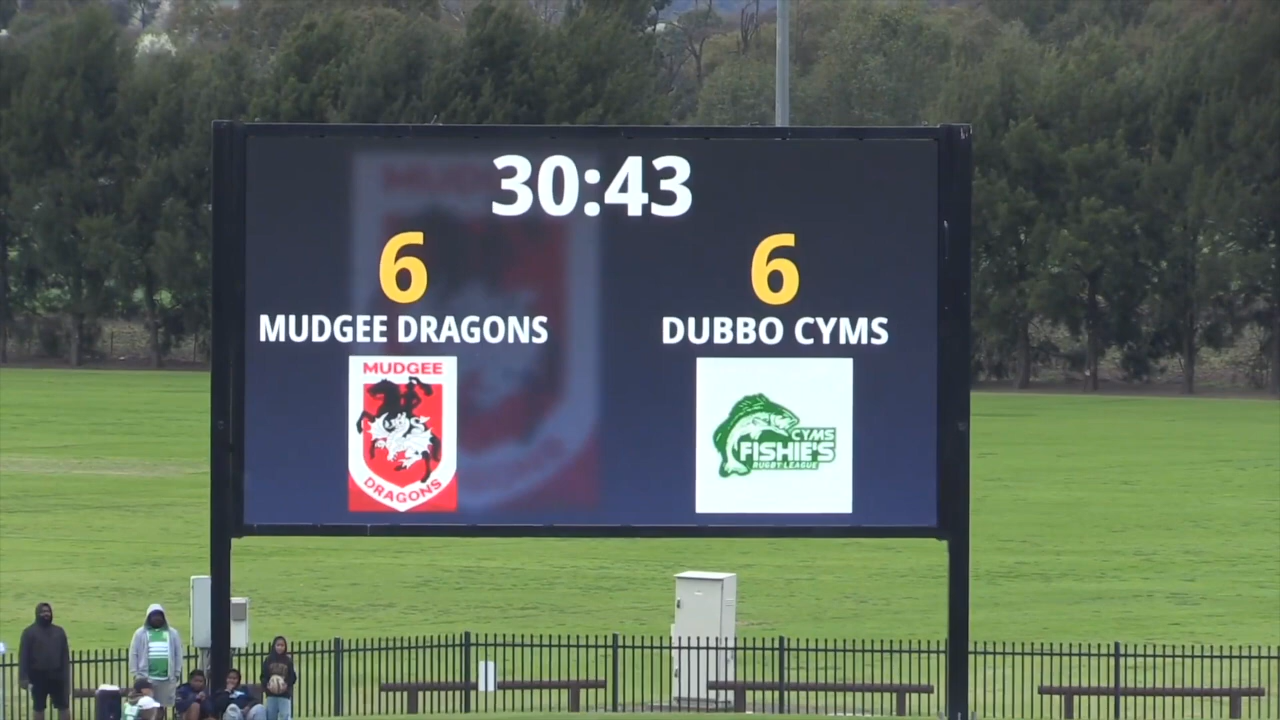 30:43
6
6
MUDGEE DRAGONS
DUBBO CYMS
MUDGEE
DRAGONS
CYMS
FISHIE'S
RUGBY LEAGUE